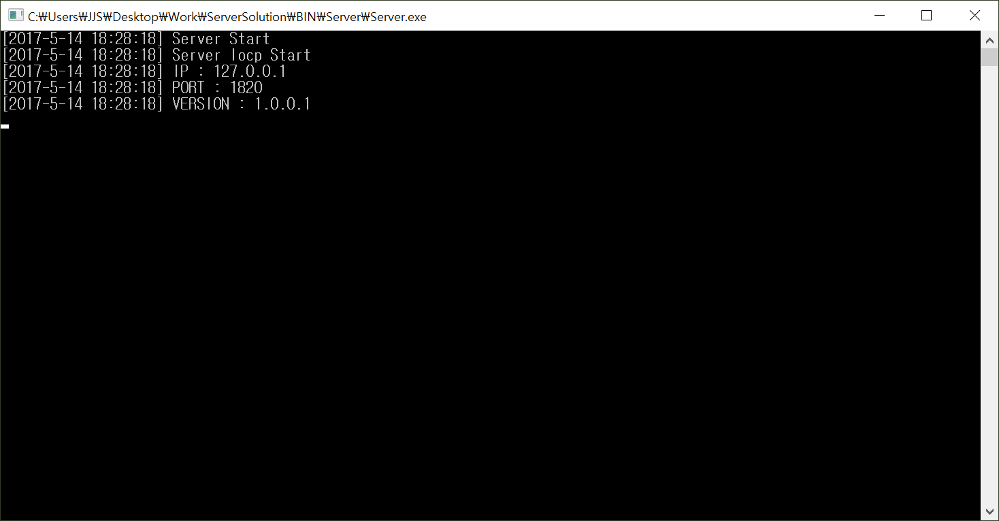 C:₩Users₩JJS₩Desktop₩Work₩ServerSolution₩BIN₩Server₩Server.exe
[2017-5-14 18:28:18] Server Start
[2017-5-14 18:28:18] Server Iocp Start
[2017-5-14 18:28:18] IP : 127.0.0.1
[2017-5-14 18:28:18] PORT : 1820
[2017-5-14 18:28:18] VERSION : 1.0.0.1